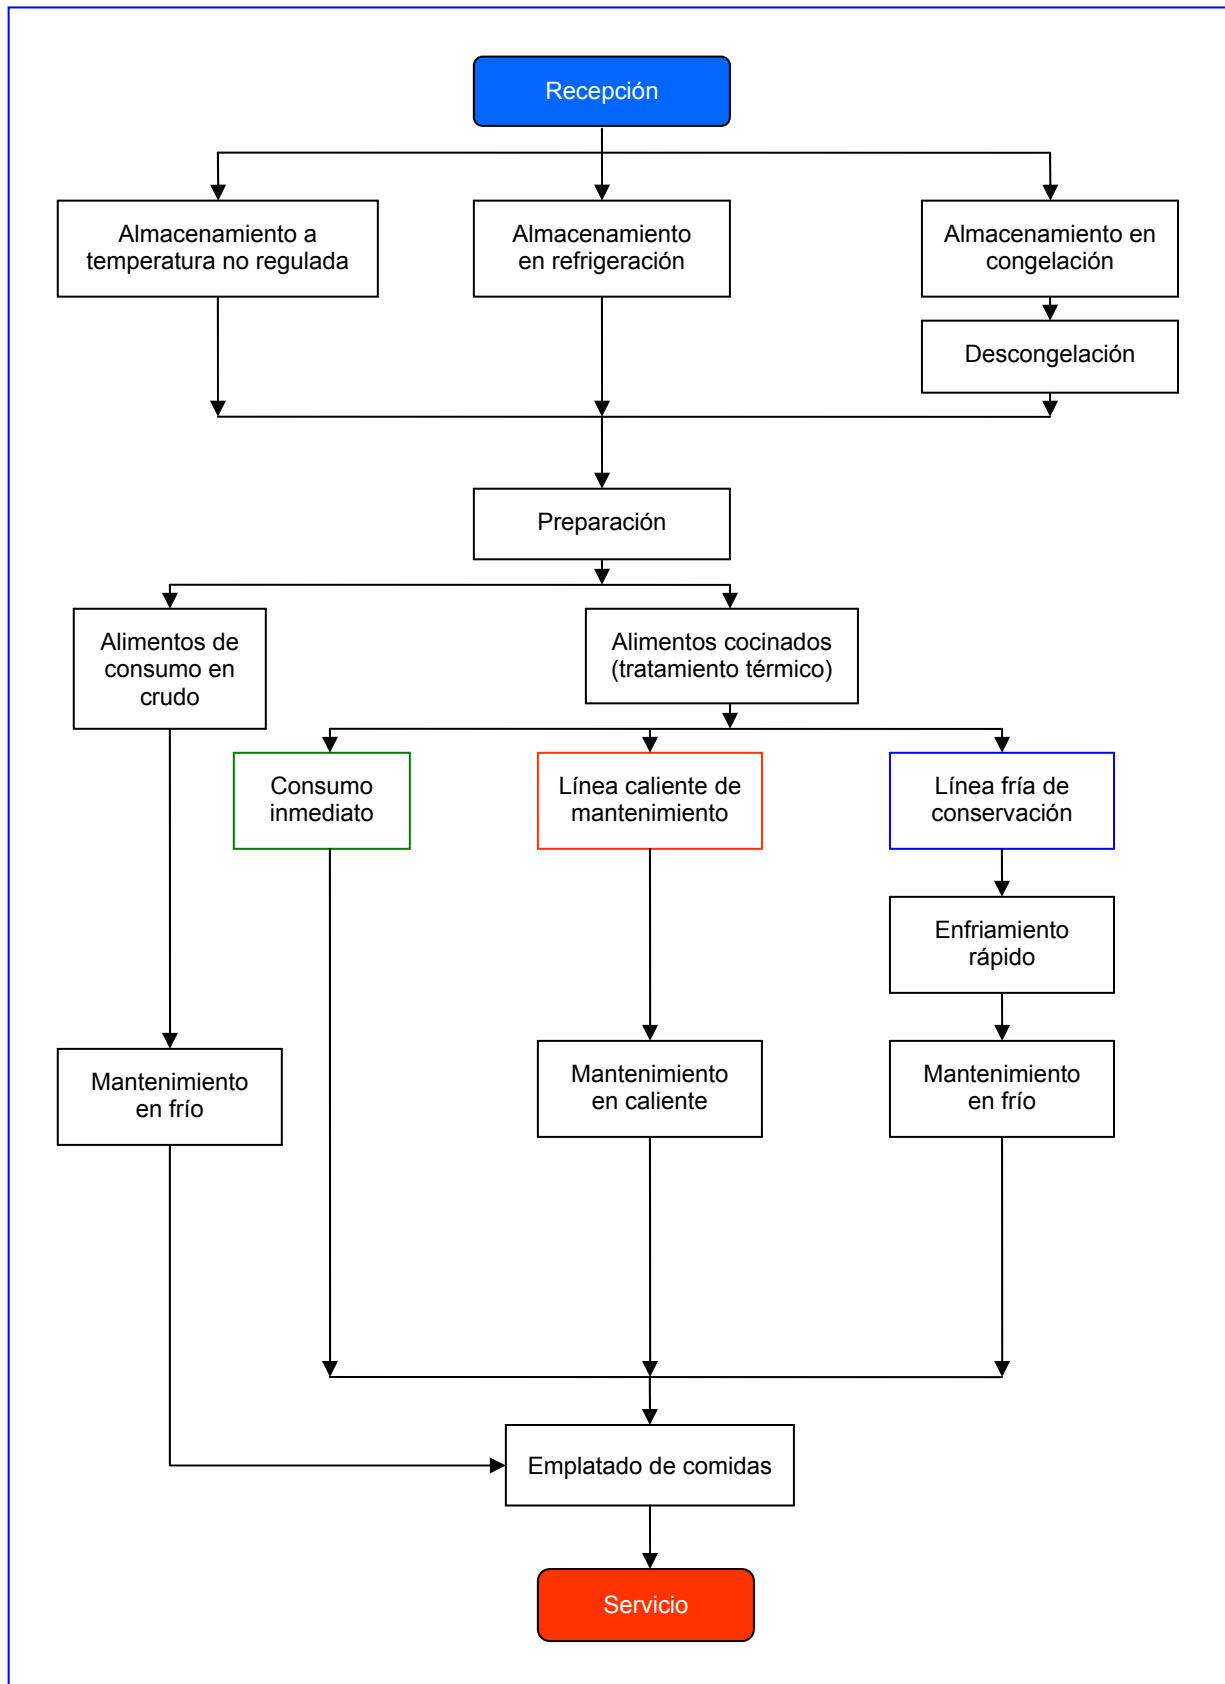 Recepción
Almacenamiento a
temperatura no regulada
Almacenamiento
en refrigeración
Almacenamiento en
congelación
Descongelación
Preparación
Alimentos de
consumo en
crudo
Alimentos cocinados
(tratamiento térmico)
Consumo
inmediato
Línea caliente de
mantenimiento
Línea fría de
conservación
Enfriamiento
rápido
Mantenimiento
en frío
Mantenimiento
en caliente
Mantenimiento
en frío
Emplatado de comidas
Servicio